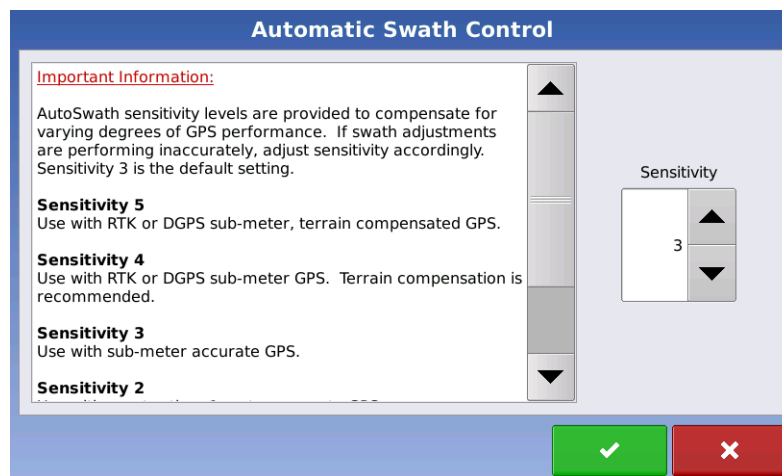 Automatic Swath Control
Important Information:
AutoSwath sensitivity levels are provided to compensate for
varying degrees of GPS performance.  If swath adjustments
are performing inaccurately, adjust sensitivity accordingly.
Sensitivity 3 is the default setting.
Sensitivity 5
Use with RTK or DGPS sub-meter, terrain compensated GPS.
Sensitivity 4
Use with RTK or DGPS sub-meter GPS.  Terrain compensation is
recommended.
Sensitivity 3
Use with sub-meter accurate GPS.
Sensitivity 2
Sensitivity
3